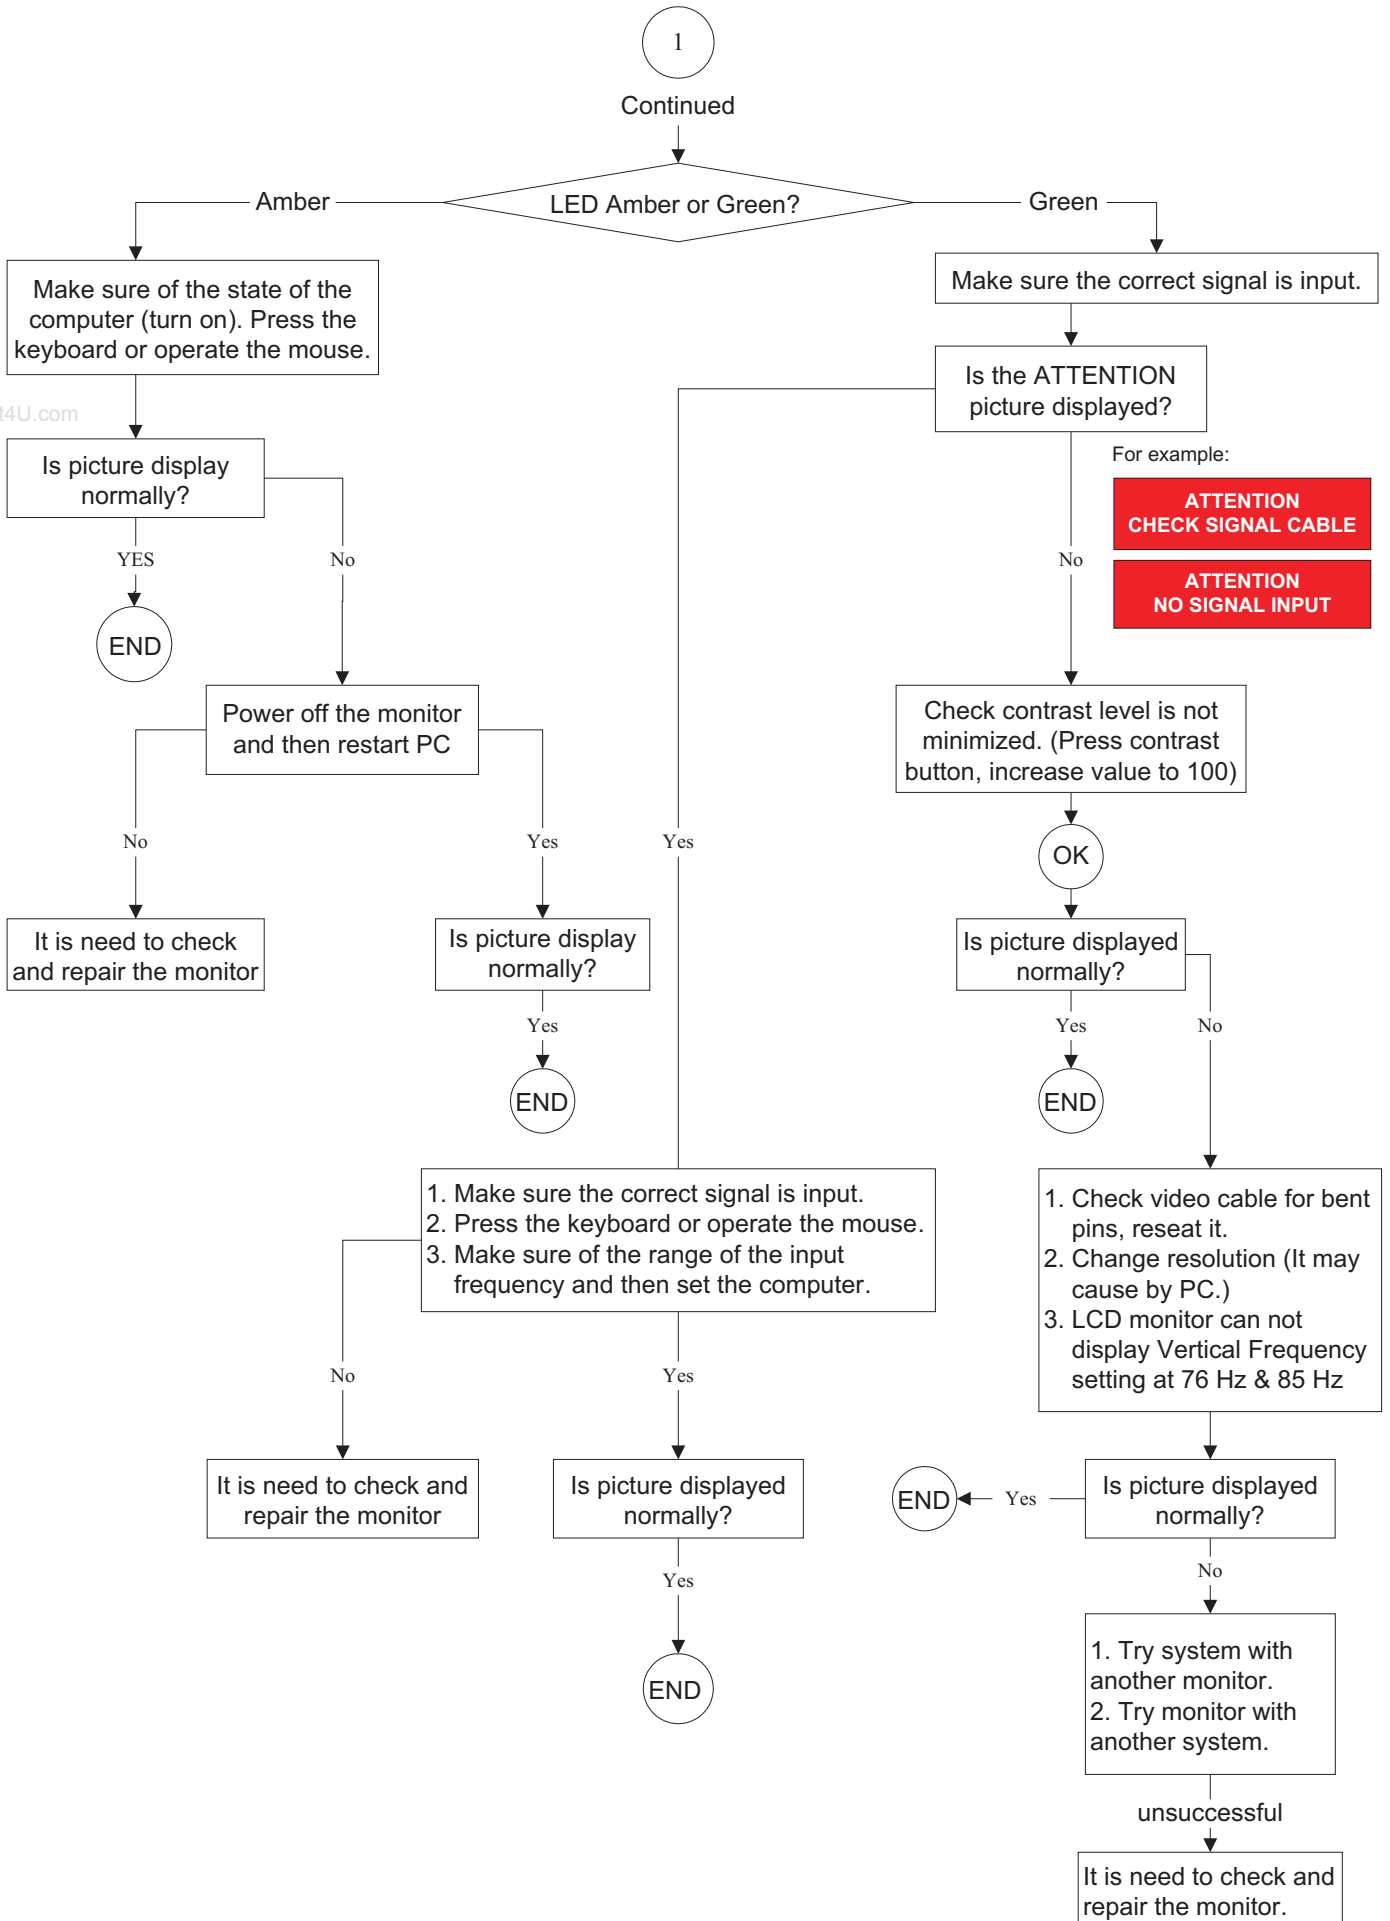 1
Continued
LED Amber or Green?
Amber
Green
Make sure of the state of the
computer (turn on). Press the
keyboard or operate the mouse.
Make sure the correct signal is input.
Is the ATTENTION
picture displayed?
t4U.com
Is picture display
normally?
For example:
ATTENTION
CHECK SIGNAL CABLE
ATTENTION
NO SIGNAL INPUT
YES
No
No
END
Power off the monitor
and then restart PC
Check contrast level is not
minimized. (Press contrast
button, increase value to 100)
No
Yes
Yes
OK
It is need to check
and repair the monitor
Is picture display
normally?
Is picture displayed
normally?
Yes
Yes
No
END
END
1. Make sure the correct signal is input.
2. Press the keyboard or operate the mouse.
3. Make sure of the range of the input
frequency and then set the computer.
1. Check video cable for bent
pins, reseat it.
2. Change resolution (It may
cause by PC.)
3. LCD monitor can not
display Vertical Frequency
setting at 76 Hz & 85 Hz
No
Yes
It is need to check and
repair the monitor
Is picture displayed
normally?
END
Yes
Is picture displayed
normally?
Yes
No
END
1. Try system with
another monitor.
2. Try monitor with
another system.
unsuccessful
It is need to check and
repair the monitor.